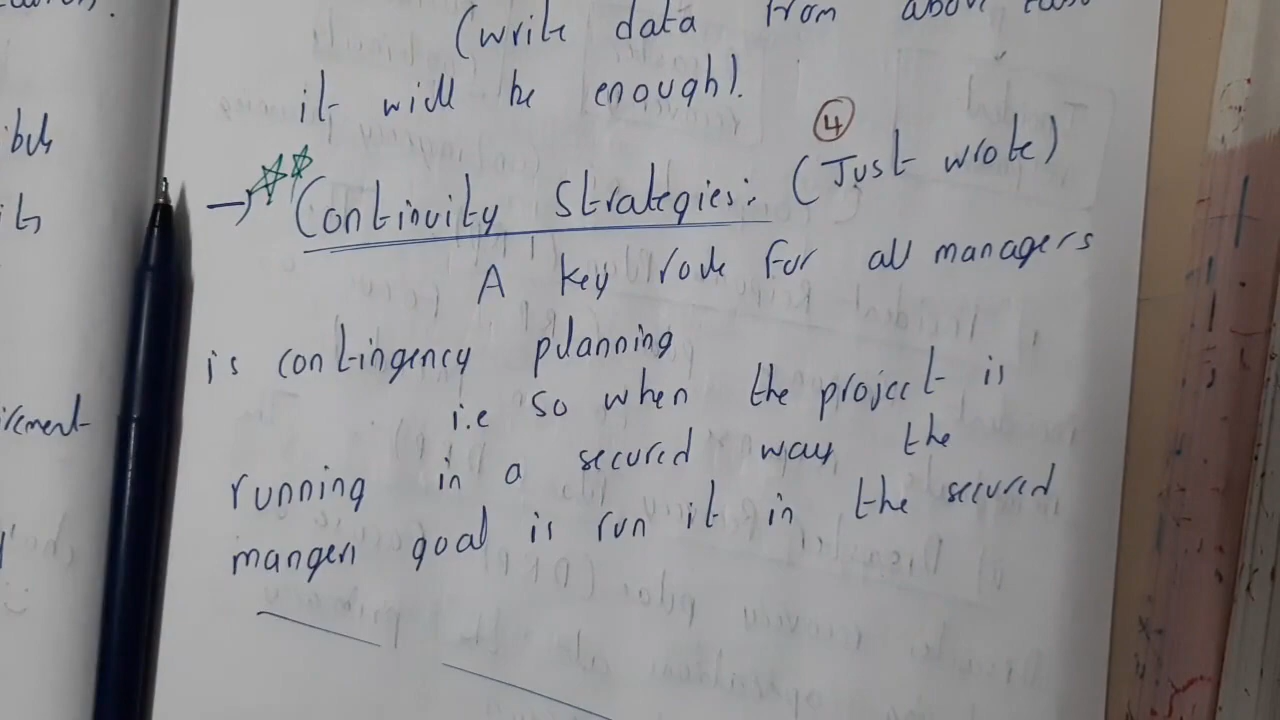 (write data from above
it will be enough).
④
→ ** Continuity Strategies: (Just wrote)
A key role for all managers
is contingency planning
i.e so when the project is
running in a secured way the
mangeri goal is run it in the secured
irement